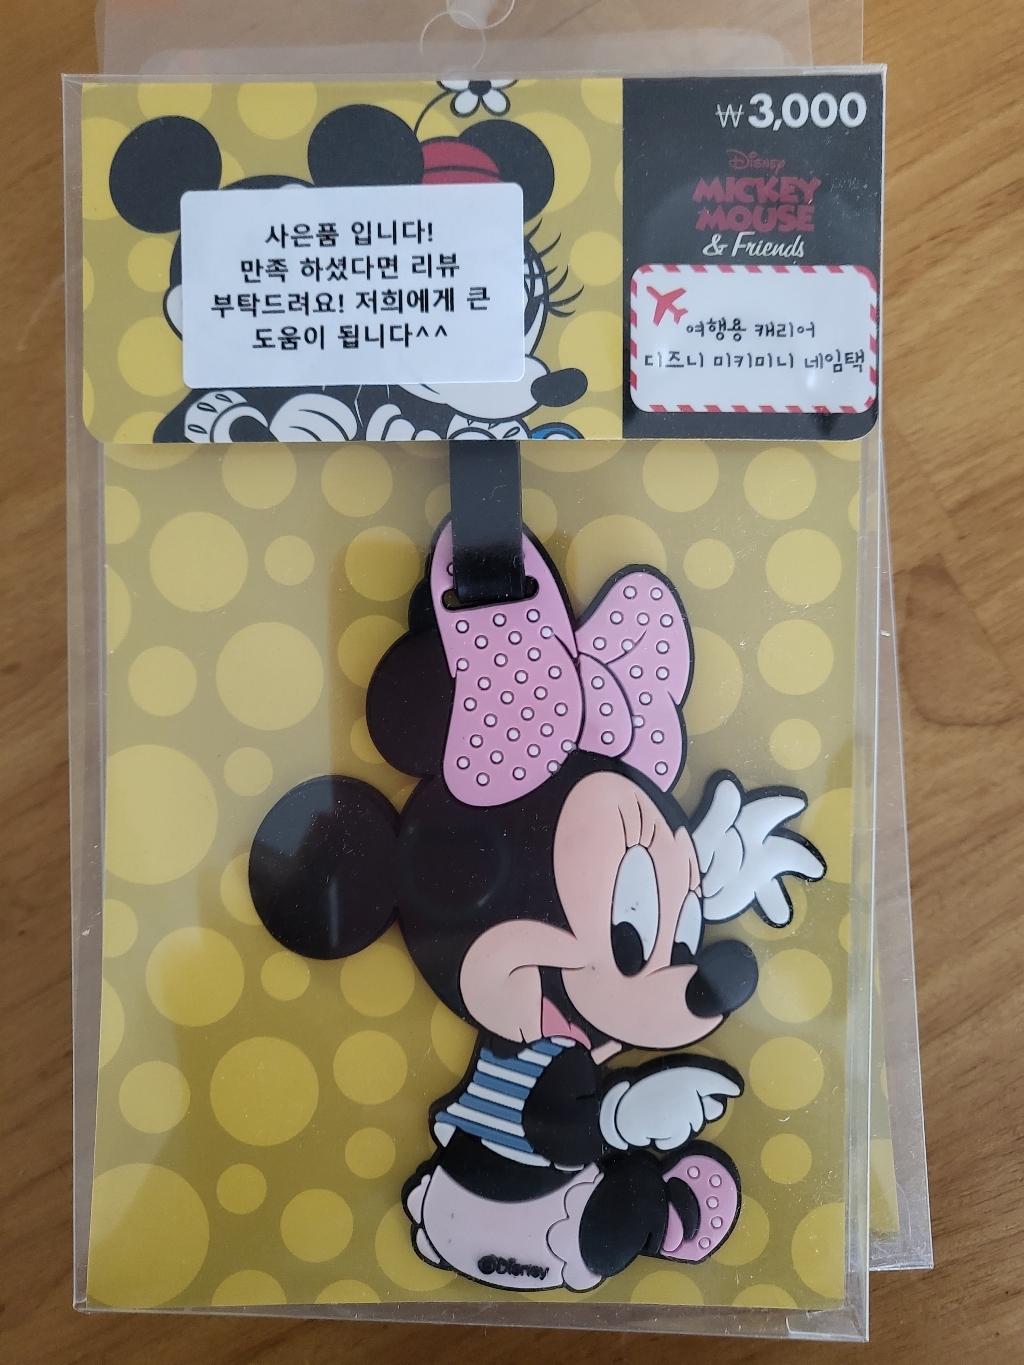 ₩3,000
Disney
MICKEY
MOUSE
& Friends
사은품 입니다!
만족 하셨다면 리뷰
부탁드려요! 저희에게 큰
도움이 됩니다^^
여행용 캐리어
디즈니 미키미니 네임택
©Disney